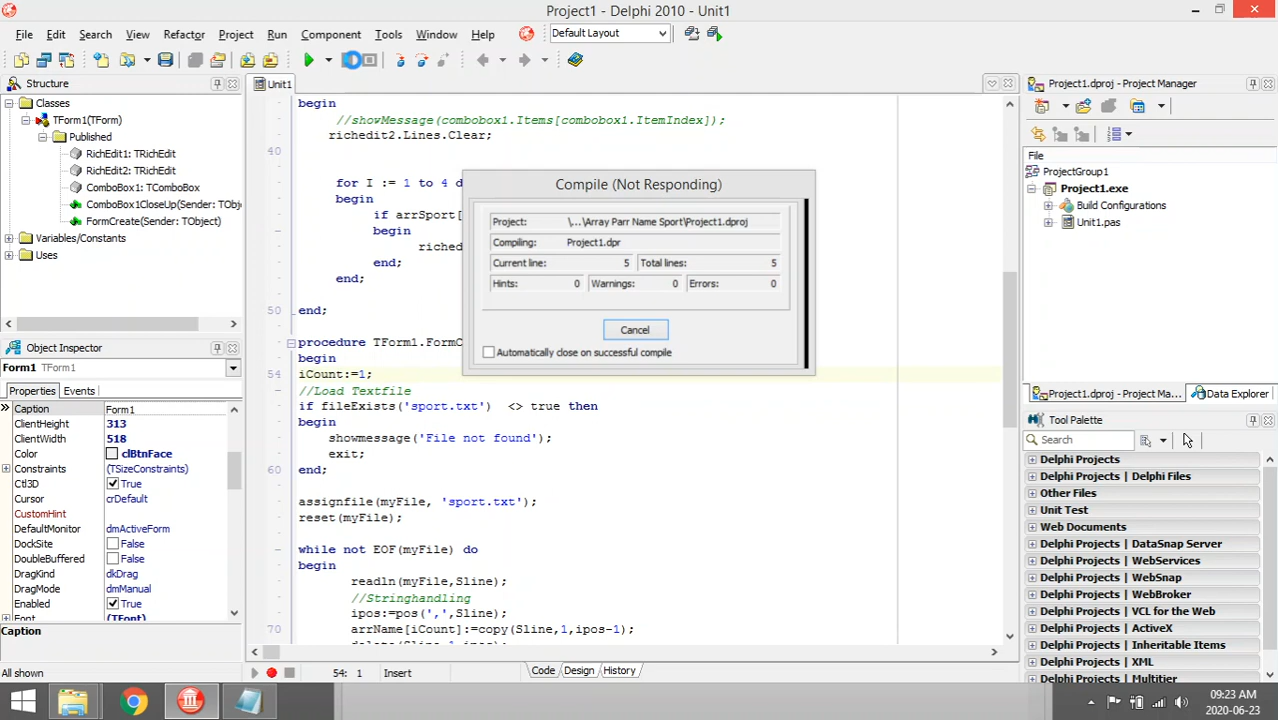 Project1 - Delphi 2010 - Unit1
File Edit Search View Refactor Project Run Component Tools Window Help Default Layout
Structure
Classes
TForm1(TForm)
Published
RichEdit1: TRichEdit
RichEdit2: TRichEdit
ComboBox1: TComboBox
ComboBox1CloseUp(Sender: TObj
FormCreate(Sender: TObject)
Variables/Constants
Uses
Object Inspector
Form1 TForm1
Properties Events
Caption Form1
ClientHeight 313
ClientWidth 518
Color clBtnFace
Constraints (TSizeConstraints)
Ctl3D True
Cursor crDefault
CustomHint
DefaultMonitor dmActiveForm
DockSite False
DoubleBuffered False
DragKind dkDrag
DragMode dmManual
Enabled True
Font (TFont)
Caption
All shown
Unit1
begin
//showMessage(combobox1.Items[combobox1.ItemIndex]);
richedit2.Lines.Clear;
40
for I := 1 to 4 d
begin
if arrSport[
begin
riched
end;
end;
50 end;
procedure TForm1.FormC
begin
54 iCount:=1;
//Load Textfile
if fileExists('sport.txt') <> true then
begin
showmessage('File not found');
exit;
60 end;
assignfile(myFile, 'sport.txt');
reset(myFile);
while not EOF(myFile) do
begin
readln(myFile,Sline);
//Stringhandling
ipos:=pos(',',Sline);
70 arrName[iCount]:=copy(Sline,1,ipos-1);
54: 1 Insert Code Design History
Compile (Not Responding)
Project: \...\Array Parr Name Sport\Project1.dproj
Compiling: Project1.dpr
Current line: 5 Total lines: 5
Hints: 0 Warnings: 0 Errors: 0
Cancel
Automatically close on successful compile
Project1.dproj - Project Manager
File
ProjectGroup1
Project1.exe
Build Configurations
Unit1.pas
Project1.dproj - Project Ma... Data Explorer
Tool Palette
Search
Delphi Projects
Delphi Projects | Delphi Files
Other Files
Unit Test
Web Documents
Delphi Projects | DataSnap Server
Delphi Projects | WebServices
Delphi Projects | WebSnap
Delphi Projects | WebBroker
Delphi Projects | VCL for the Web
Delphi Projects | ActiveX
Delphi Projects | Inheritable Items
Delphi Projects | XML
Delphi Projects | Multitier
09:23 AM
2020-06-23